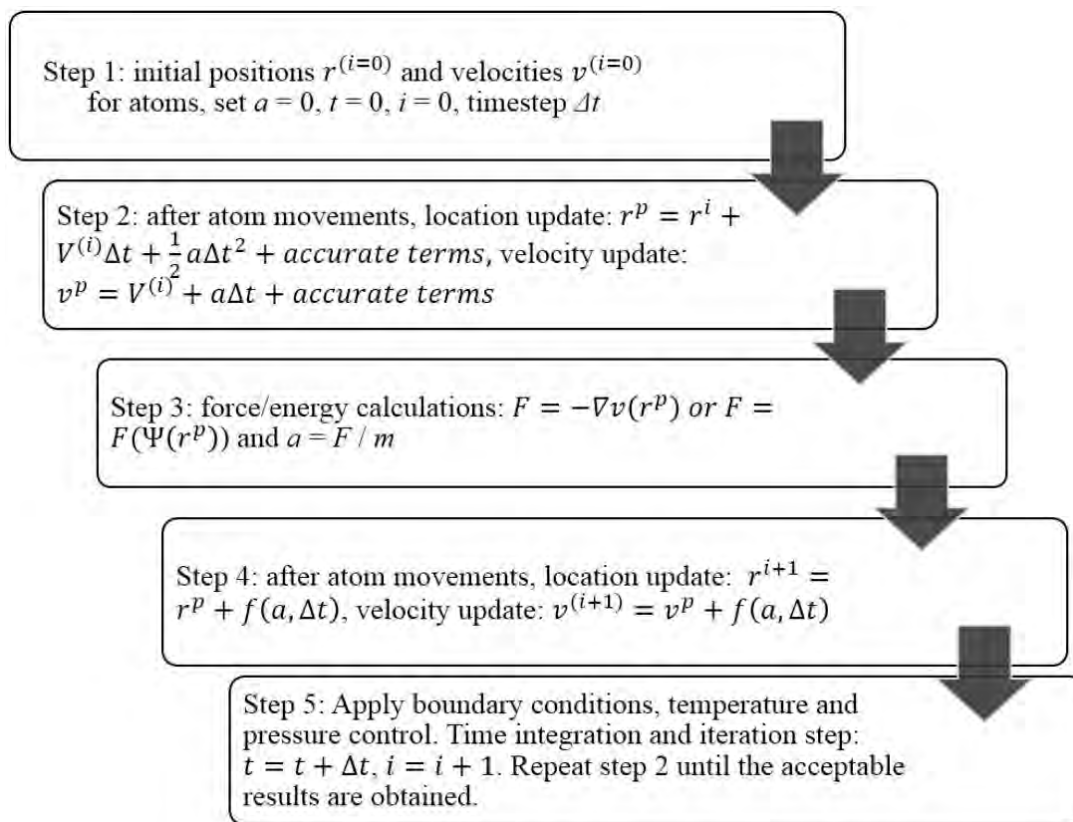 Step 1: initial positions r^(i=0) and velocities v^(i=0)
for atoms, set a = 0, t = 0, i = 0, timestep Δt
Step 2: after atom movements, location update: r^p = r^i +
V^(i)Δt + 1/2 aΔt^2 + accurate terms, velocity update:
v^p = V^(i) + aΔt + accurate terms
Step 3: force/energy calculations: F = −∇v(r^p) or F =
F(Ψ(r^p)) and a = F / m
Step 4: after atom movements, location update: r^i+1 =
r^p + f(a, Δt), velocity update: v^(i+1) = v^p + f(a, Δt)
Step 5: Apply boundary conditions, temperature and
pressure control. Time integration and iteration step:
t = t + Δt, i = i + 1. Repeat step 2 until the acceptable
results are obtained.